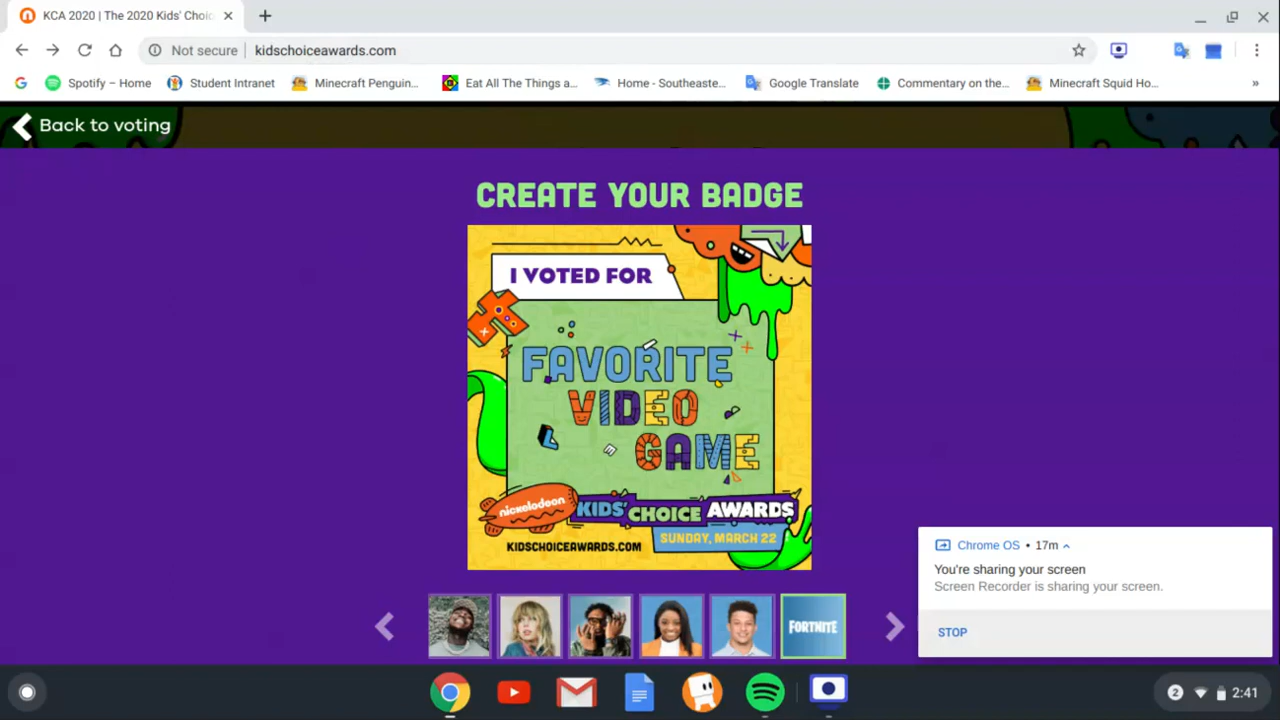 KCA 2020 | The 2020 Kids' Choic
Not secure
kidschoiceawards.com
Spotify – Home
Student Intranet
Minecraft Penguin...
Eat All The Things a...
Home - Southeaste...
Google Translate
Commentary on the...
Minecraft Squid Ho...
»
Back to voting
CREATE YOUR BADGE
I VOTED FOR
FAVORITE
VIDEO
GAME
nickelodeon
KIDS' CHOICE AWARDS
SUNDAY, MARCH 22
KIDSCHOICEAWARDS.COM
FORTNITE
Chrome OS • 17m
You're sharing your screen
Screen Recorder is sharing your screen.
STOP
2
2:41